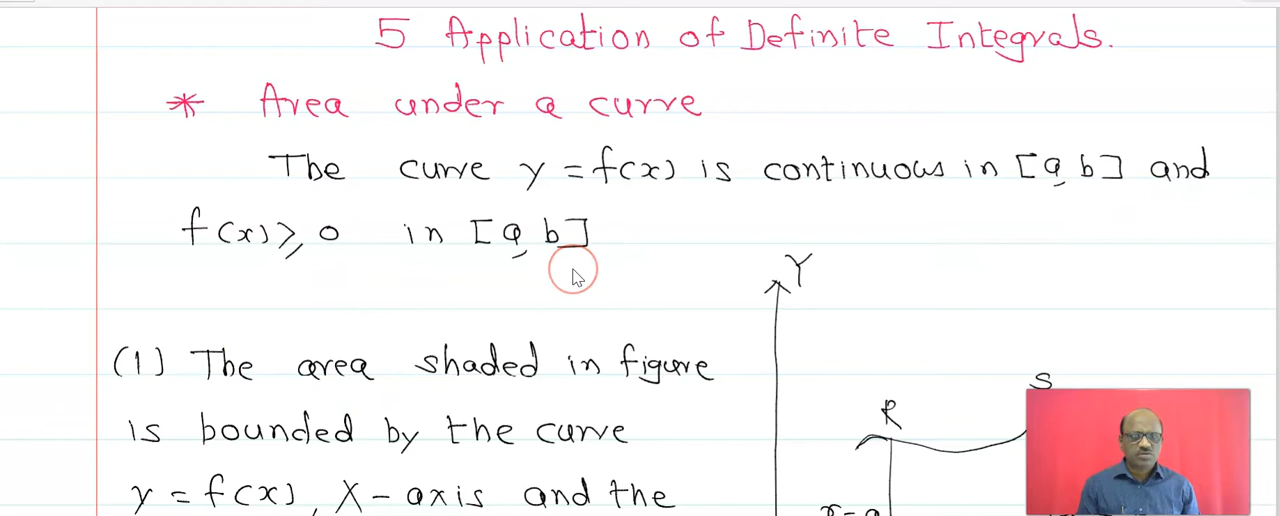 5 Application of Definite Integrals.
* Area under a curve
The curve y = f(x) is continuous in [a, b] and
f(x) ≥ 0 in [a, b]
Y
(1) The area shaded in figure
S
R
is bounded by the curve
y = f(x), X-axis and the
x=a